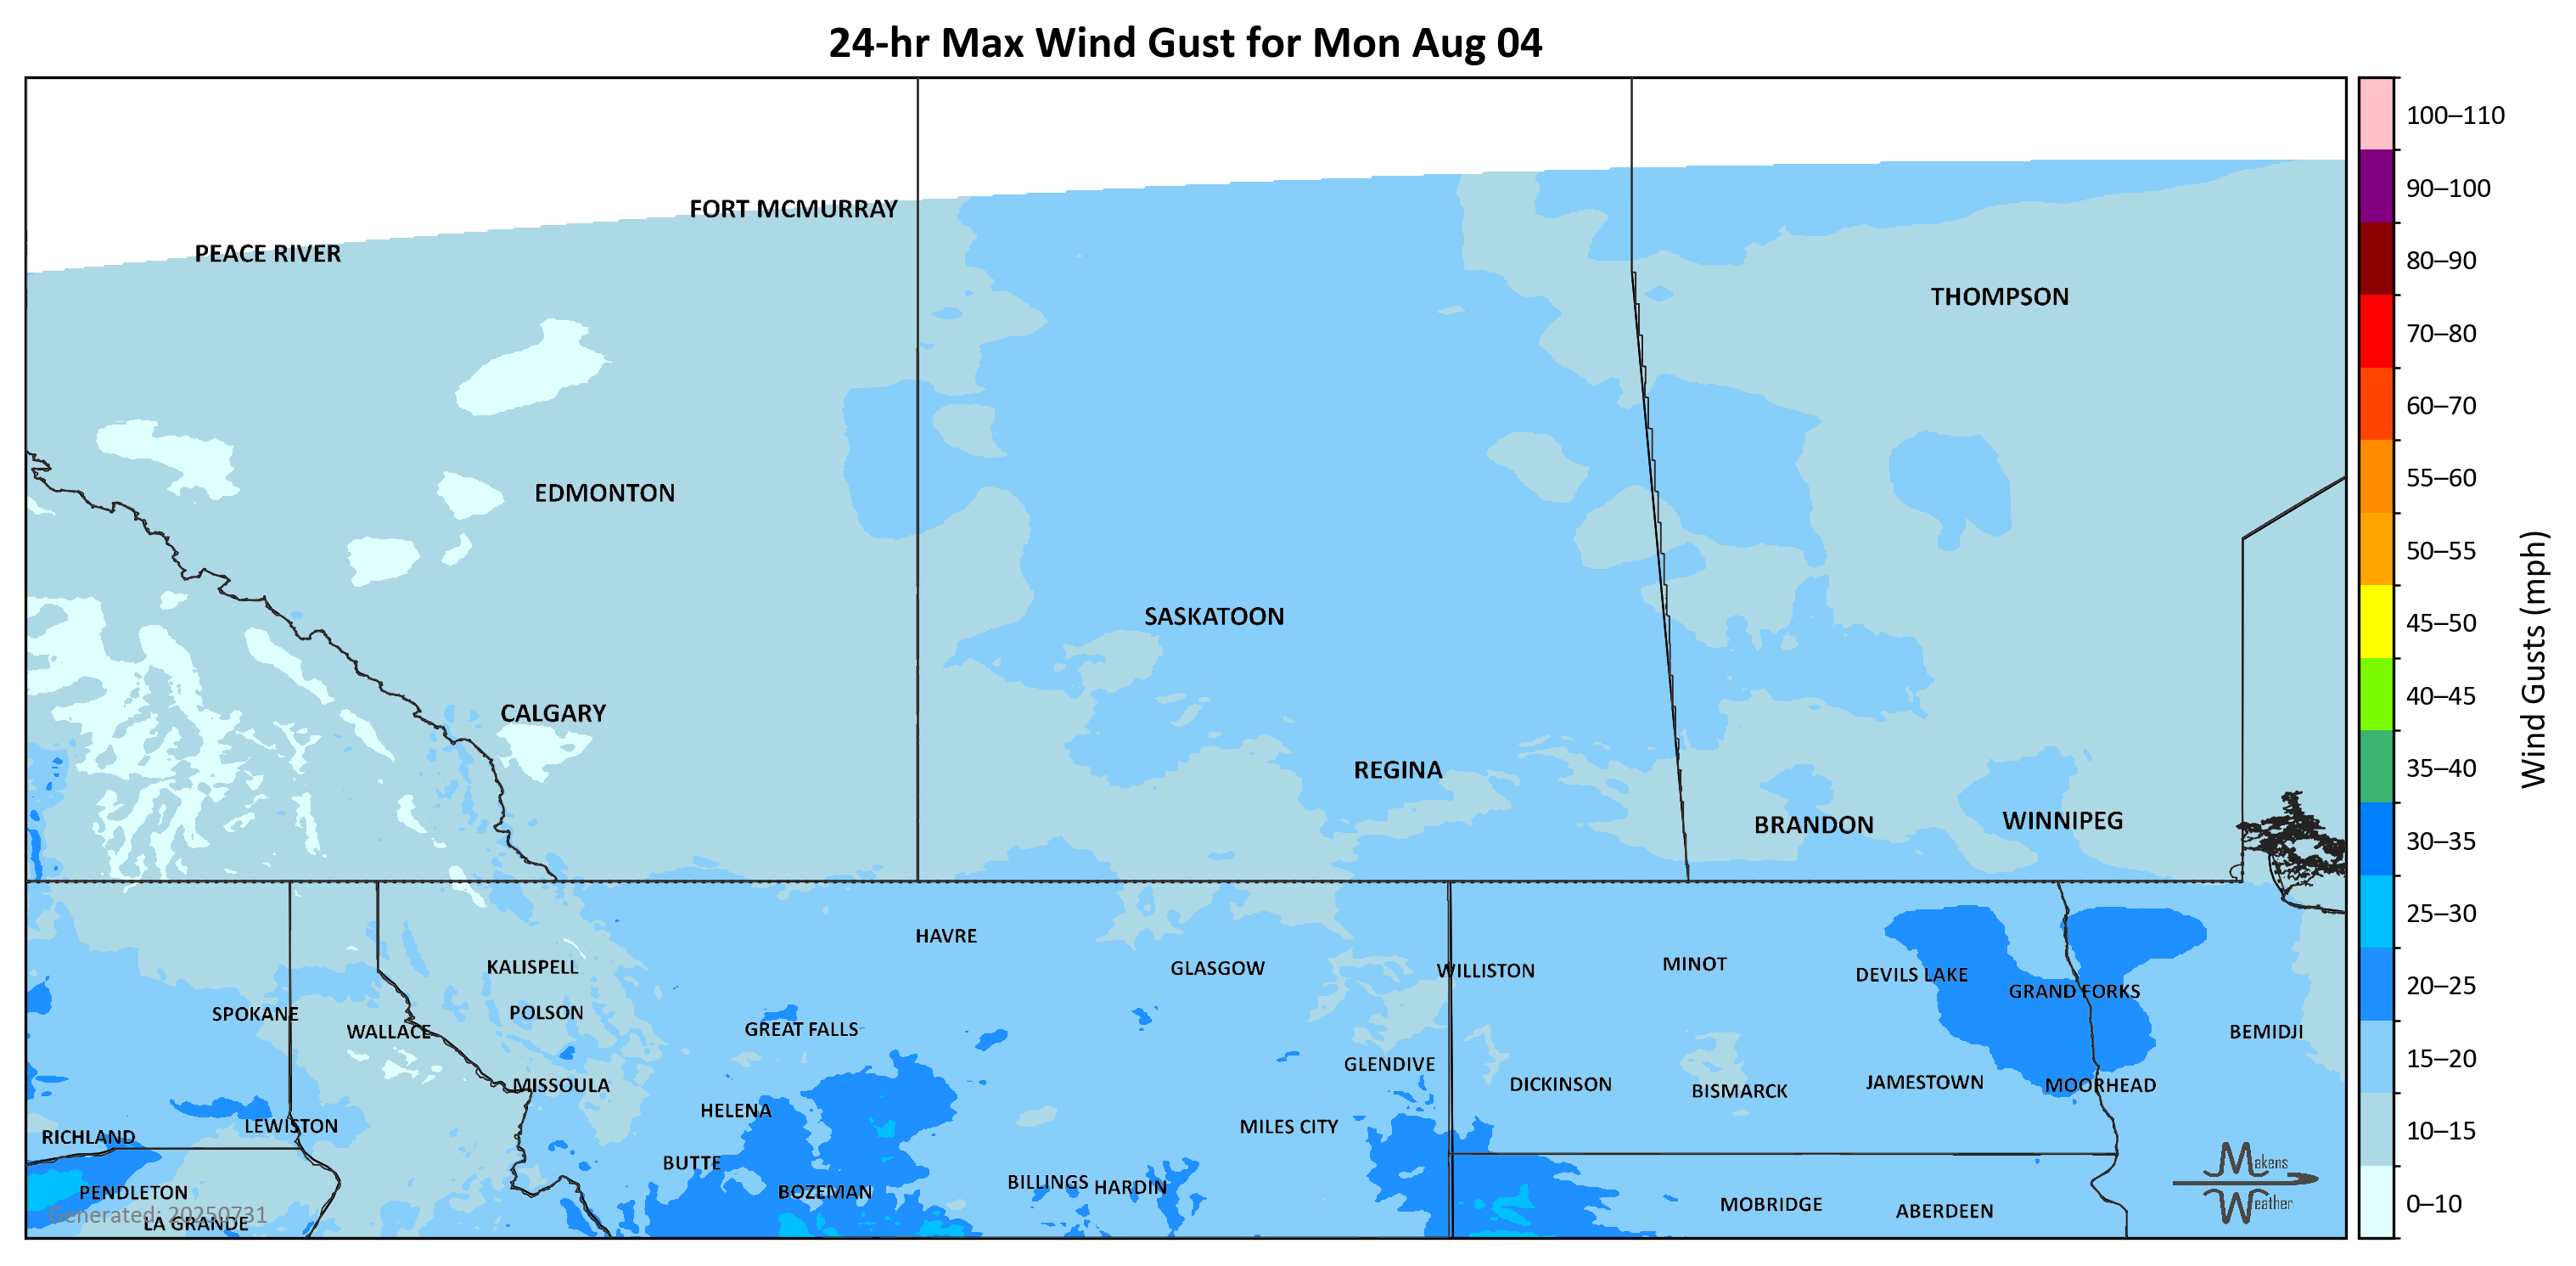 24-hr Max Wind Gust for Mon Aug 04
100–110
FORT MCMURRAY
90–100
PEACE RIVER
80–90
THOMPSON
70–80
60–70
EDMONTON
55–60
50–55
SASKATOON
45–50
CALGARY
40–45
REGINA
35–40
BRANDON
WINNIPEG
30–35
Wind Gusts (mph)
HAVRE
25–30
KALISPELL
GLASGOW
WILLISTON
MINOT
DEVILS LAKE
20–25
GRAND FORKS
SPOKANE
POLSON
WALLACE
GREAT FALLS
BEMIDJI
15–20
GLENDIVE
MISSOULA
DICKINSON
BISMARCK
JAMESTOWN
MOORHEAD
HELENA
LEWISTON
MILES CITY
RICHLAND
10–15
BUTTE
Makens
Weather
PENDLETON
BOZEMAN
BILLINGS
HARDIN
MOBRIDGE
ABERDEEN
0–10
Generated: 20250731
LA GRANDE